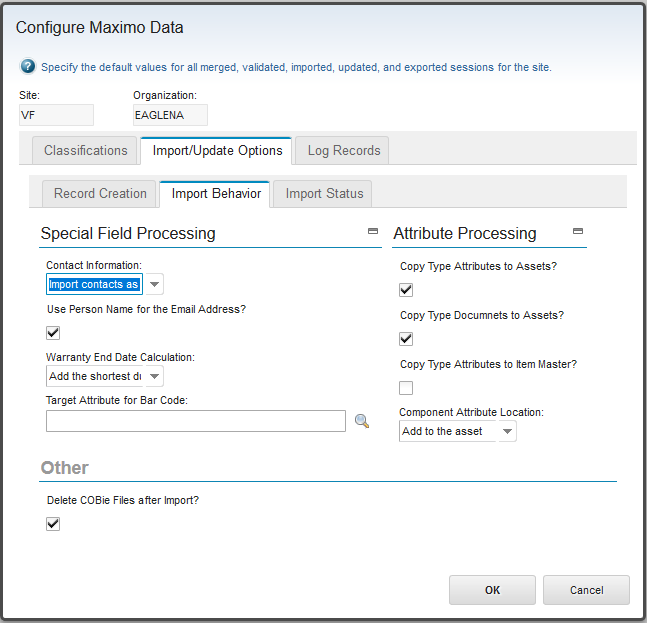 Configure Maximo Data
? Specify the default values for all merged, validated, imported, updated, and exported sessions for the site.
Site: Organization:
VF EAGLENA
Classifications Import/Update Options Log Records
Record Creation Import Behavior Import Status
Special Field Processing
Contact Information:
Import contacts as
Use Person Name for the Email Address?
Warranty End Date Calculation:
Add the shortest
Target Attribute for Bar Code:
Attribute Processing
Copy Type Attributes to Assets?
Copy Type Documnets to Assets?
Copy Type Attributes to Item Master?
Component Attribute Location:
Add to the asset
Other
Delete COBie Files after Import?
OK Cancel